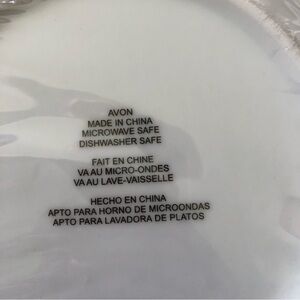 AVON
MADE IN CHINA
MICROWAVE SAFE
DISHWASHER SAFE
FAIT EN CHINE
VA AU MICRO-ONDES
VA AU LAVE-VAISSELLE
HECHO EN CHINA
APTO PARA HORNO DE MICROONDAS
APTO PARA LAVADORA DE PLATOS